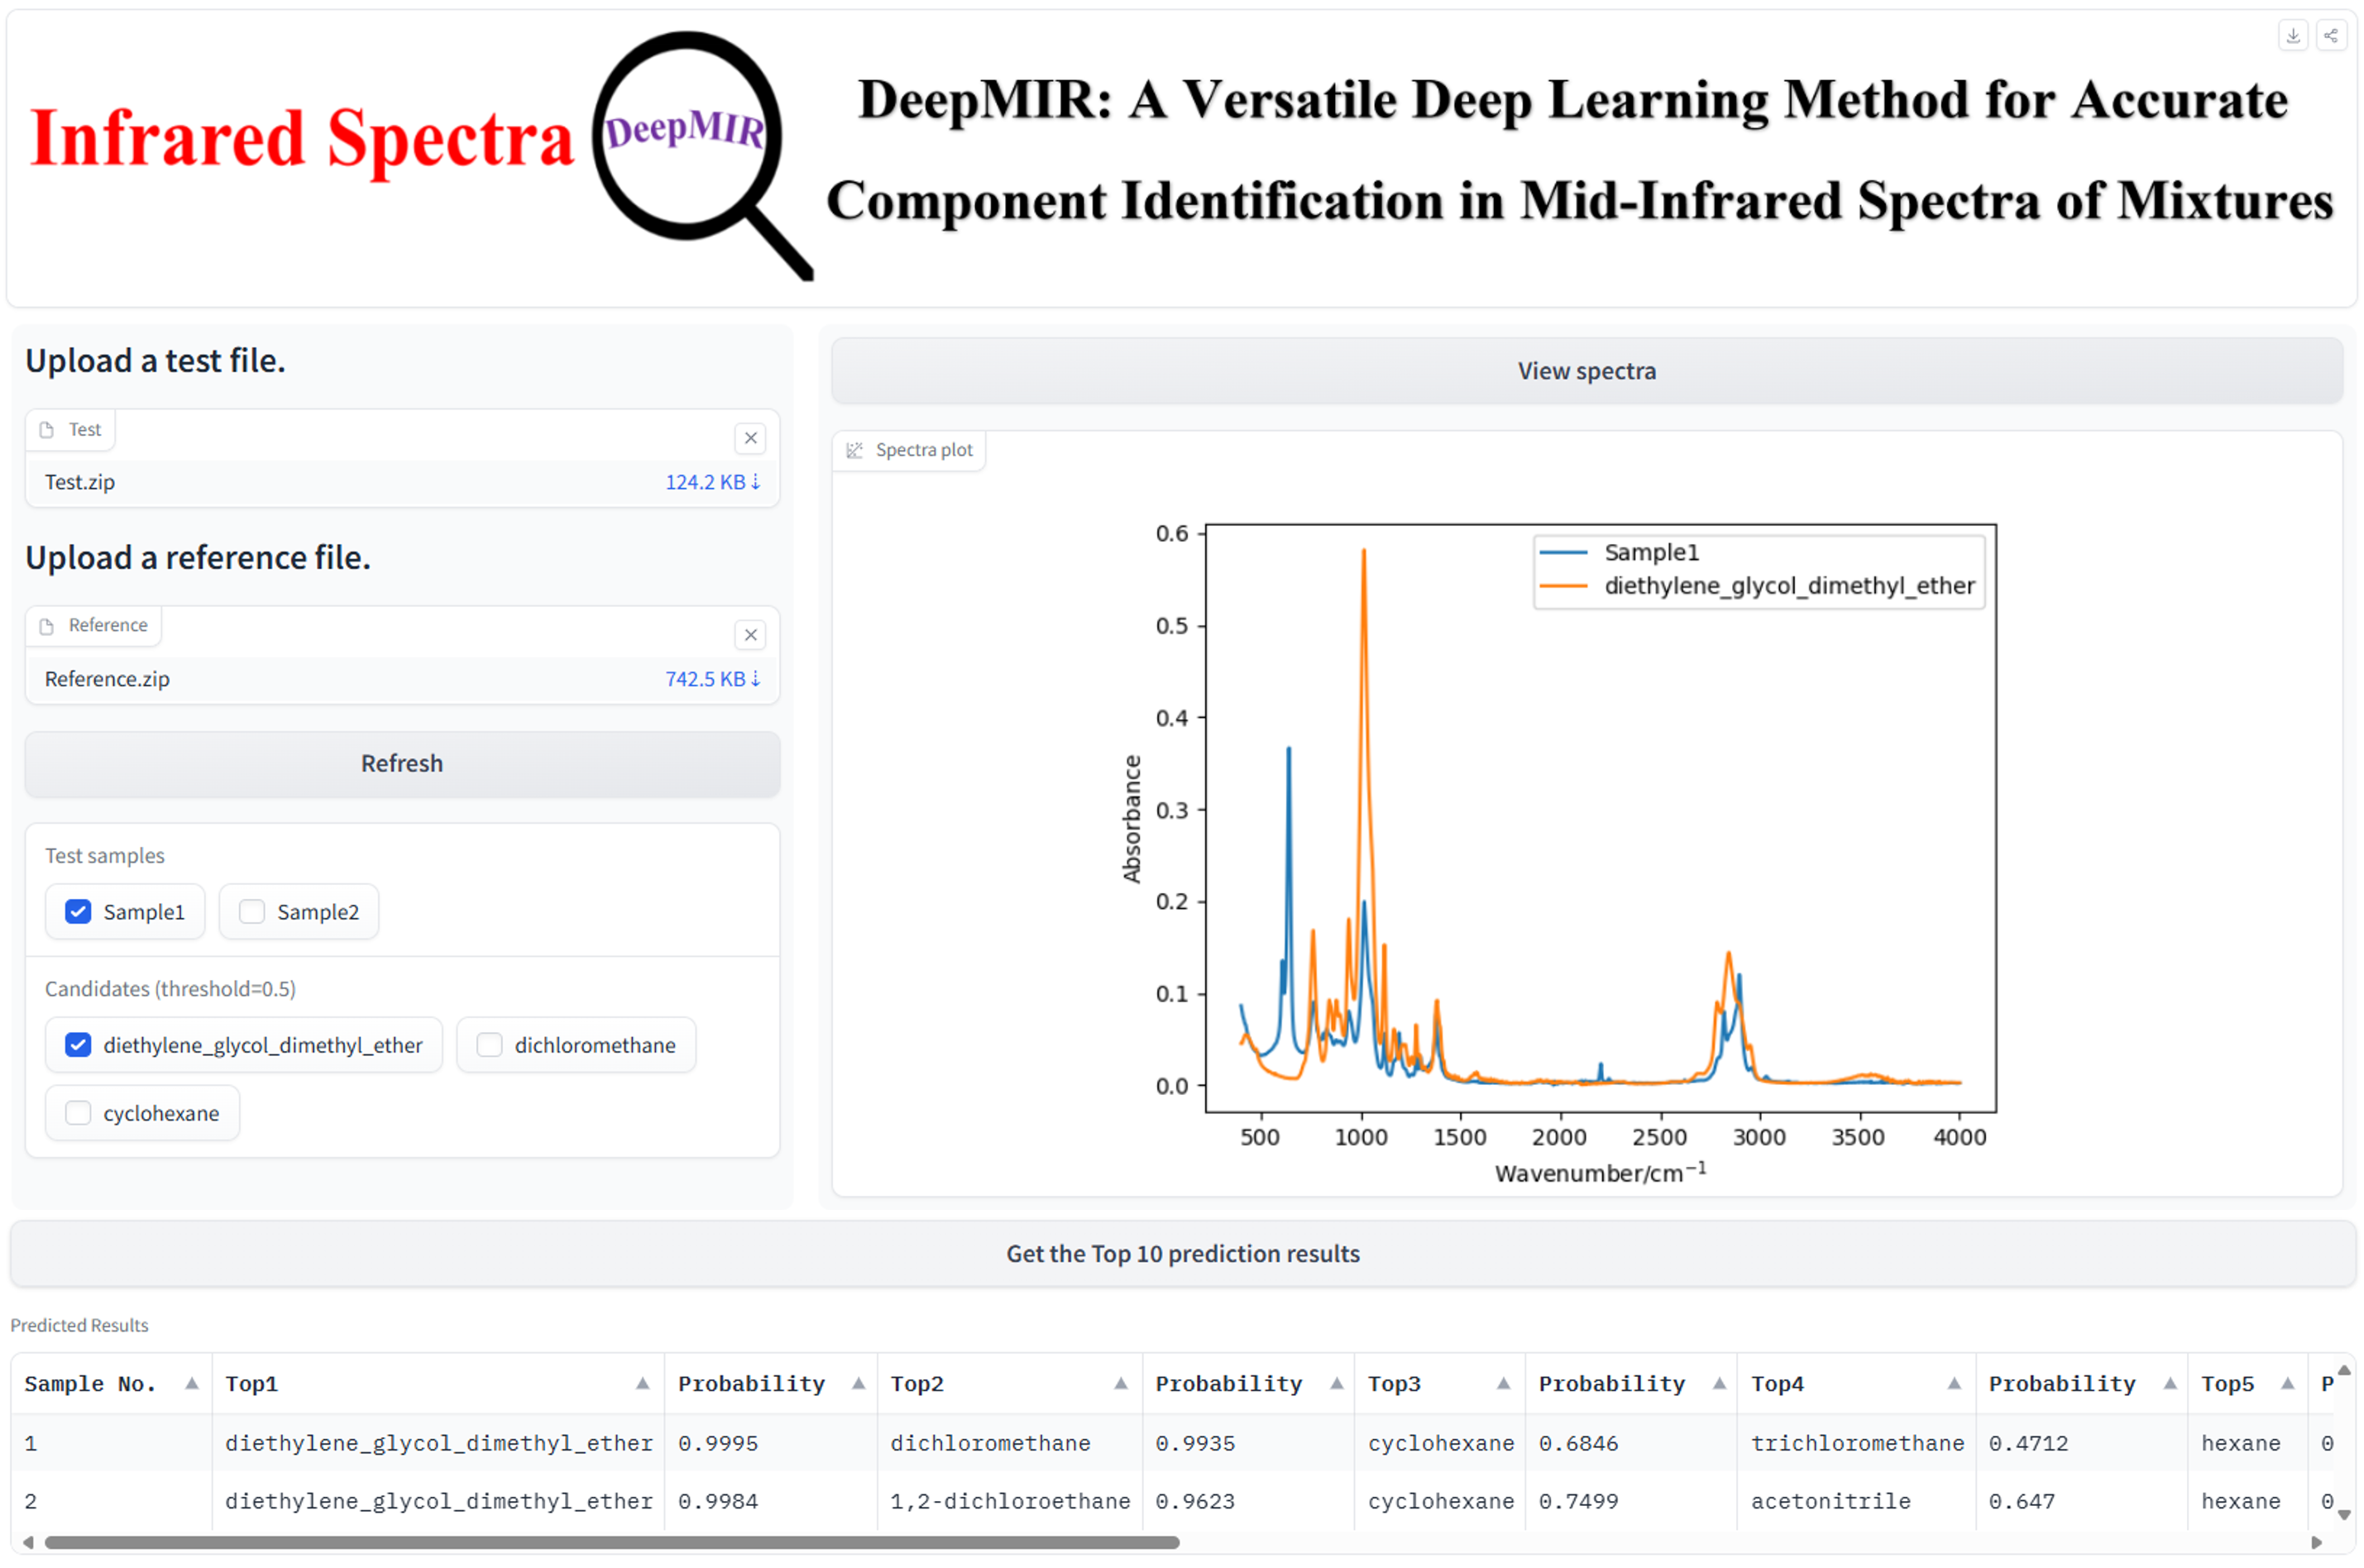 Infrared Spectra
DeepMIR
DeepMIR: A Versatile Deep Learning Method for Accurate
Component Identification in Mid-Infrared Spectra of Mixtures
Upload a test file.
Test
Test.zip 124.2 KB↓
Upload a reference file.
Reference
Reference.zip 742.5 KB↓
Refresh
Test samples
Sample1 Sample2
Candidates (threshold=0.5)
diethylene_glycol_dimethyl_ether dichloromethane
cyclohexane
View spectra
Spectra plot
Sample1
diethylene_glycol_dimethyl_ether
0.6
0.5
0.4
0.3
0.2
0.1
0.0
Absorbance
500 1000 1500 2000 2500 3000 3500 4000
Wavenumber/cm⁻¹
Get the Top 10 prediction results
Predicted Results
Sample No. Top1 Probability Top2 Probability Top3 Probability Top4 Probability Top5 P
1 diethylene_glycol_dimethyl_ether 0.9995 dichloromethane 0.9935 cyclohexane 0.6846 trichloromethane 0.4712 hexane 0
2 diethylene_glycol_dimethyl_ether 0.9984 1,2-dichloroethane 0.9623 cyclohexane 0.7499 acetonitrile 0.647 hexane 0